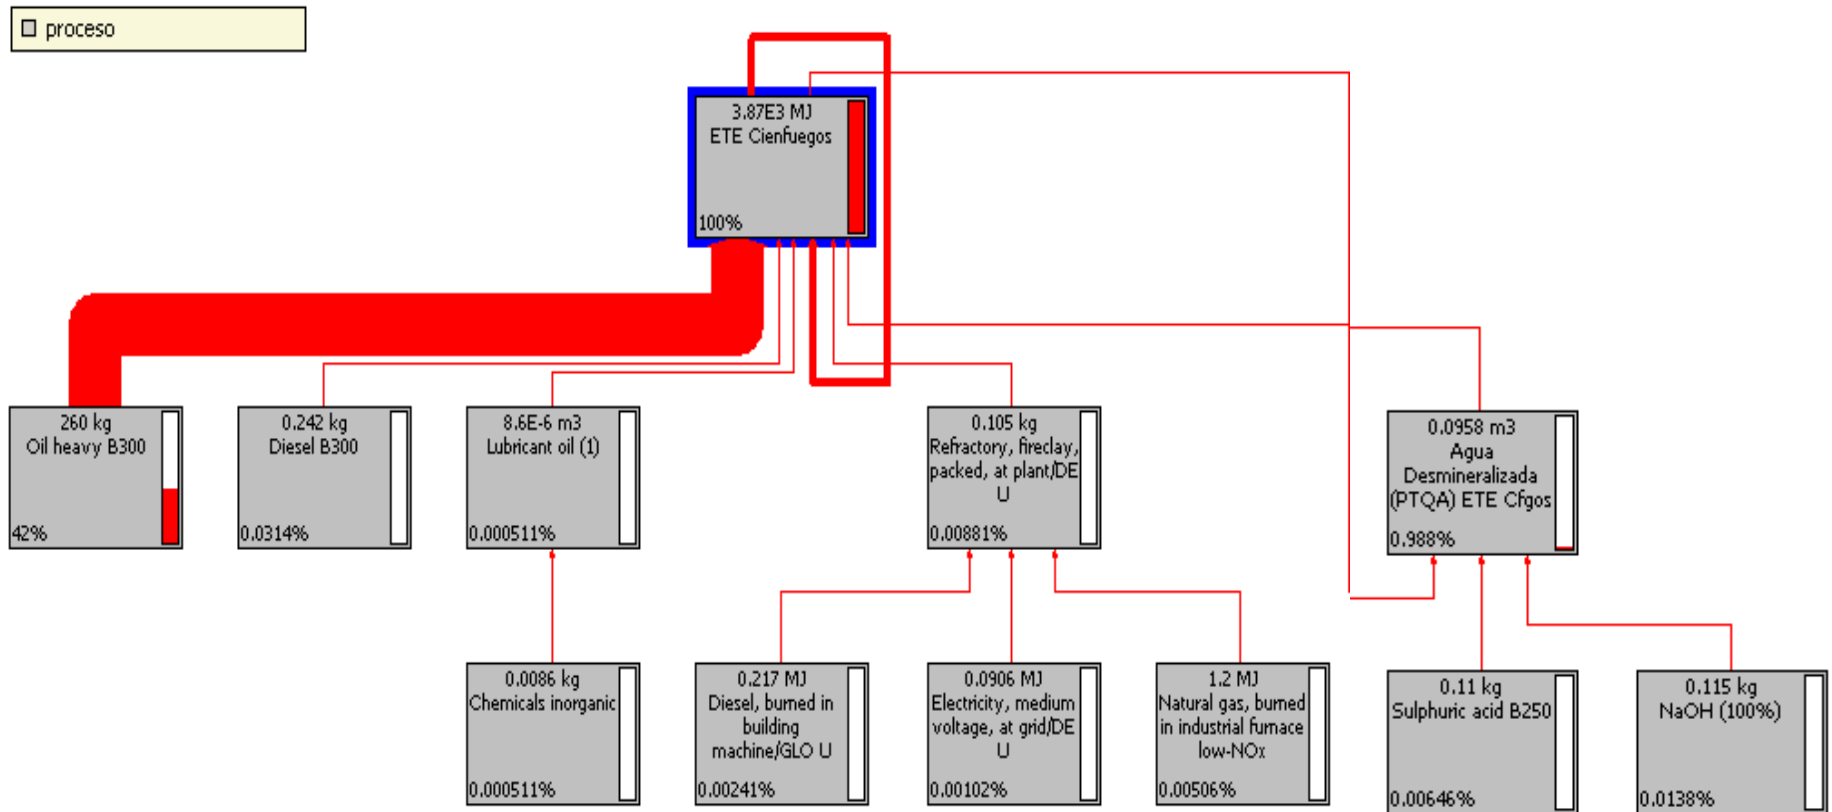 proceso
3.87E3 MJ
ETE Cienfuegos
100%
260 kg
Oil heavy B300
42%
0.242 kg
Diesel B300
0.0314%
8.6E-6 m3
Lubricant oil (1)
0.000511%
0.105 kg
Refractory, fireclay,
packed, at plant/DE
U
0.00881%
0.0958 m3
Agua
Desmineralizada
(PTQA) ETE Cfgos
0.988%
0.0086 kg
Chemicals inorganic
0.000511%
0.217 MJ
Diesel, burned in
building
machine/GLO U
0.00241%
0.0906 MJ
Electricity, medium
voltage, at grid/DE
U
0.00102%
1.2 MJ
Natural gas, burned
in industrial furnace
low-NOx
0.00506%
0.11 kg
Sulphuric acid B250
0.00646%
0.115 kg
NaOH (100%)
0.0138%